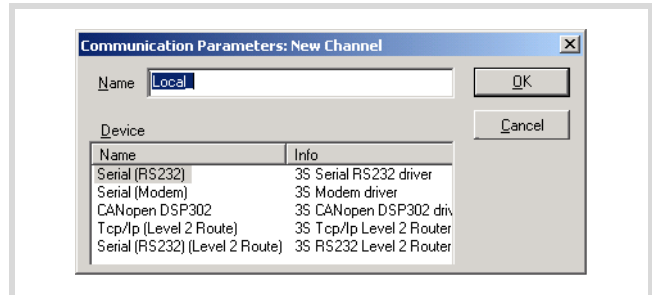 Communication Parameters: New Channel
Name Local_ OK
Device Cancel
Name Info
Serial (RS232) 3S Serial RS232 driver
Serial (Modem) 3S Modem driver
CANopen DSP302 3S CANopen DSP302 driv
Tcp/Ip (Level 2 Route) 3S Tcp/Ip Level 2 Router
Serial (RS232) (Level 2 Route) 3S RS232 Level 2 Router